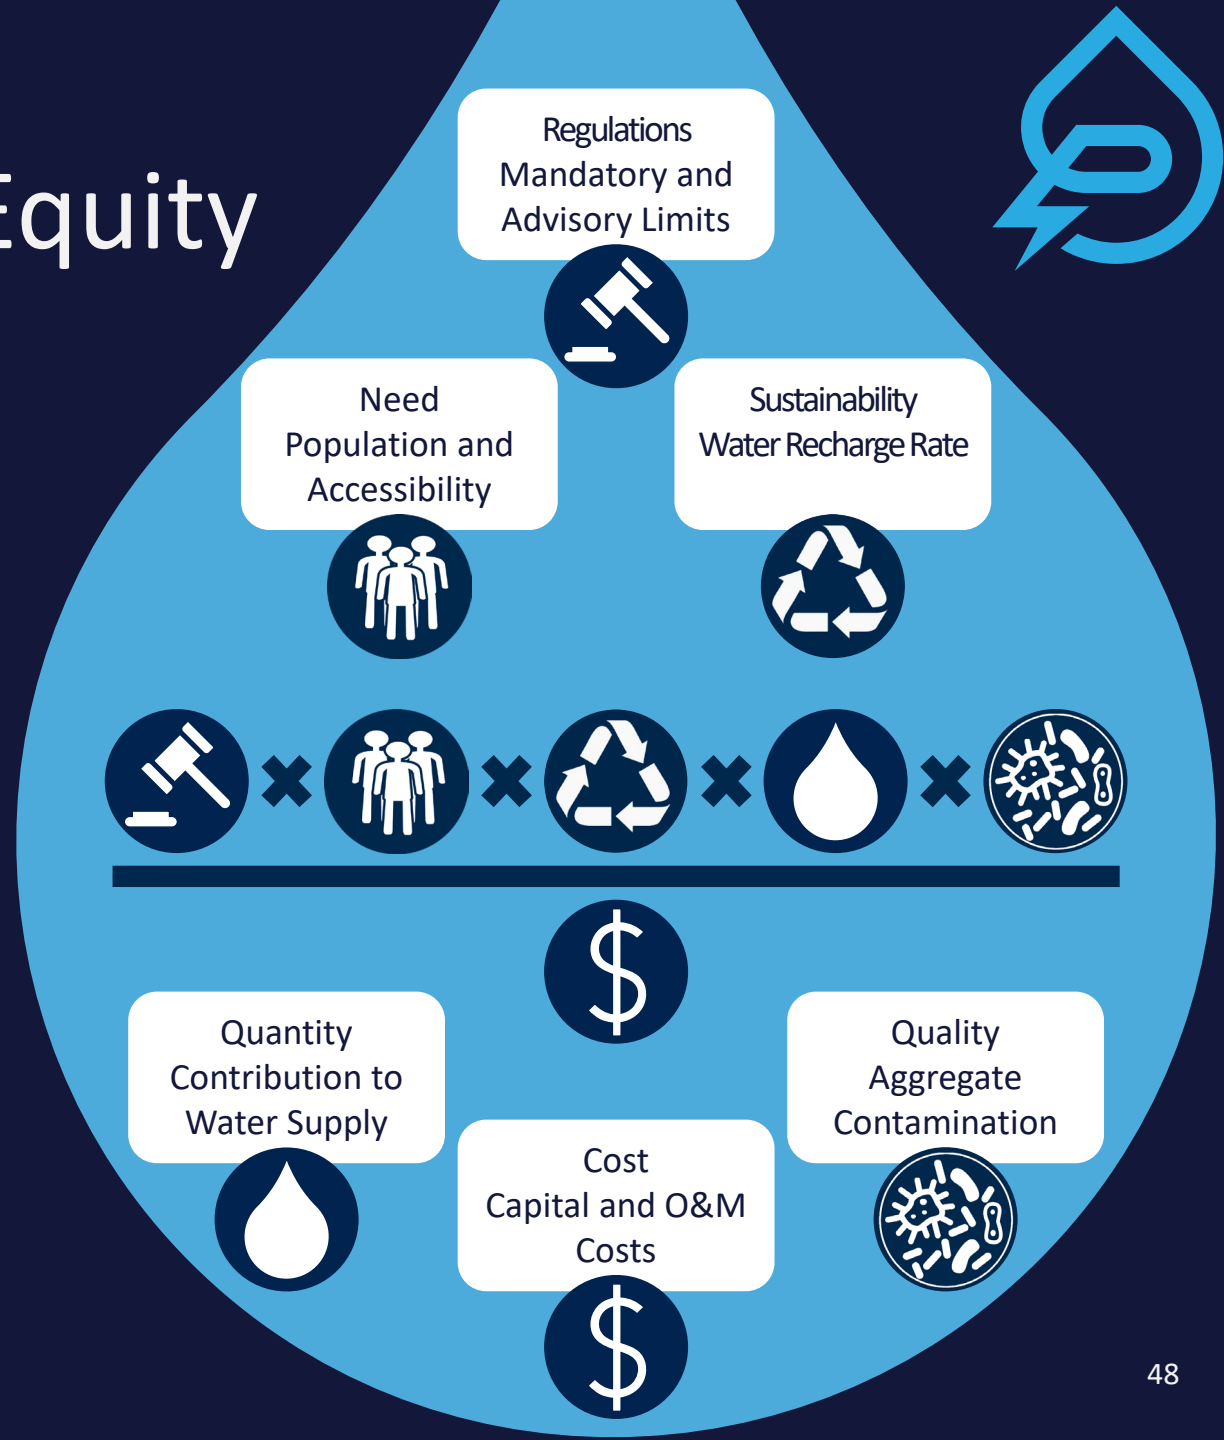 Equity
Regulations
Mandatory and
Advisory Limits
Need
Population and
Accessibility
Sustainability
Water Recharge Rate
$
Quantity
Contribution to
Water Supply
Quality
Aggregate
Contamination
Cost
Capital and O&M
Costs
$
48